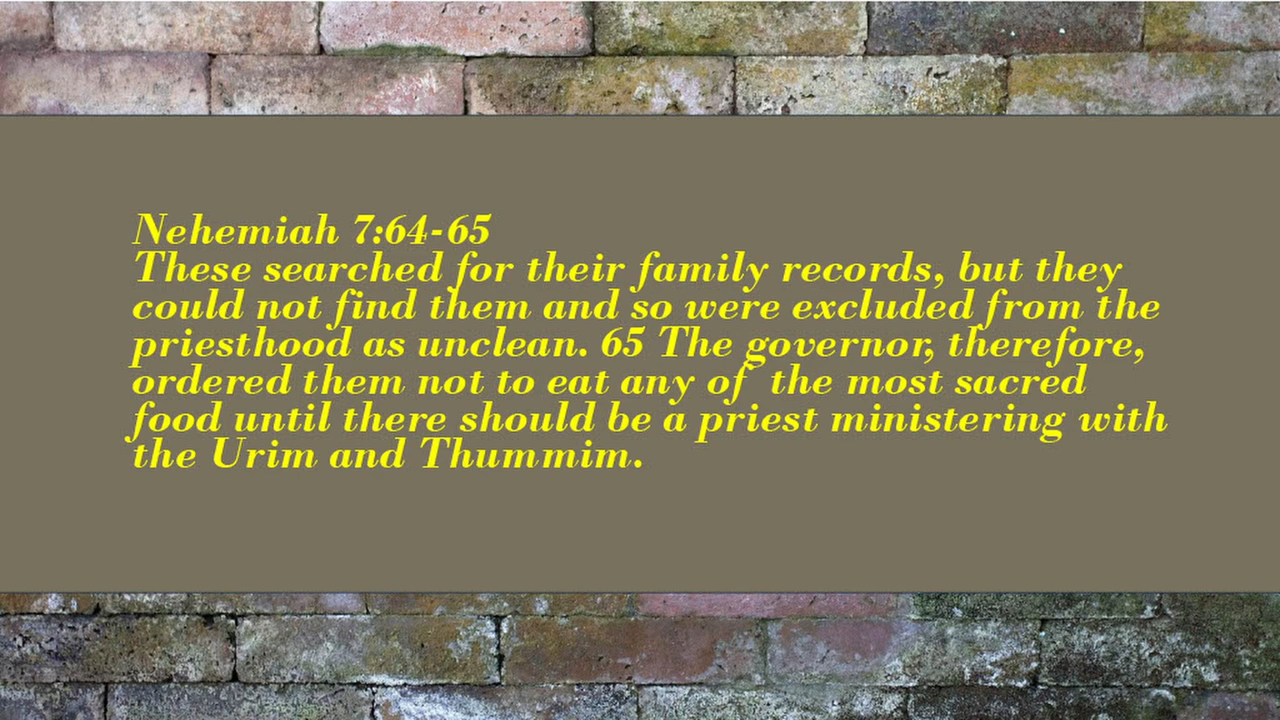 Nehemiah 7:64-65
These searched for their family records, but they
could not find them and so were excluded from the
priesthood as unclean. 65 The governor, therefore,
ordered them not to eat any of  the most sacred
food until there should be a priest ministering with
the Urim and Thummim.